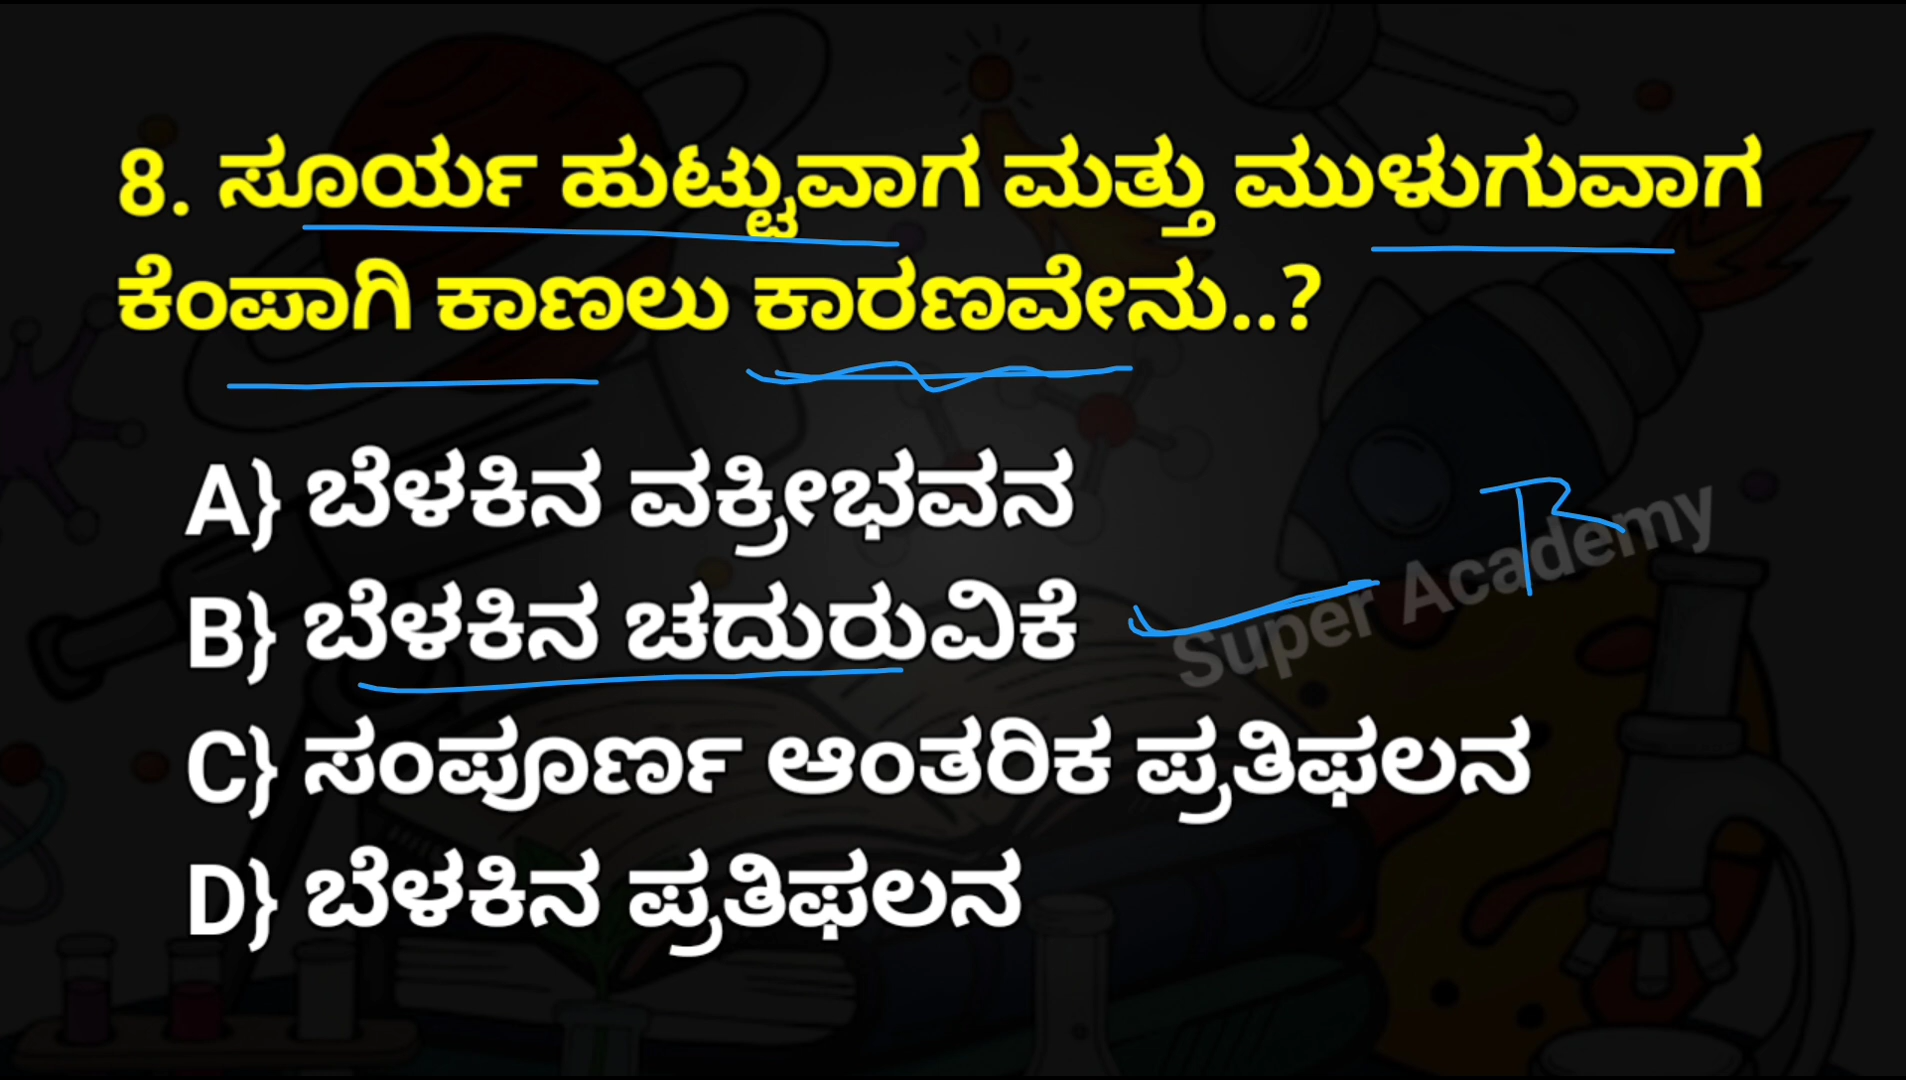 8. ಸೂರ್ಯ ಹುಟ್ಟುವಾಗ ಮತ್ತು ಮುಳುಗುವಾಗ
ಕೆಂಪಾಗಿ ಕಾಣಲು ಕಾರಣವೇನು..?
A} ಬೆಳಕಿನ ವಕ್ರೀಭವನ
B} ಬೆಳಕಿನ ಚದುರುವಿಕೆ
C} ಸಂಪೂರ್ಣ ಆಂತರಿಕ ಪ್ರತಿಫಲನ
D} ಬೆಳಕಿನ ಪ್ರತಿಫಲನ
R
Super Academy